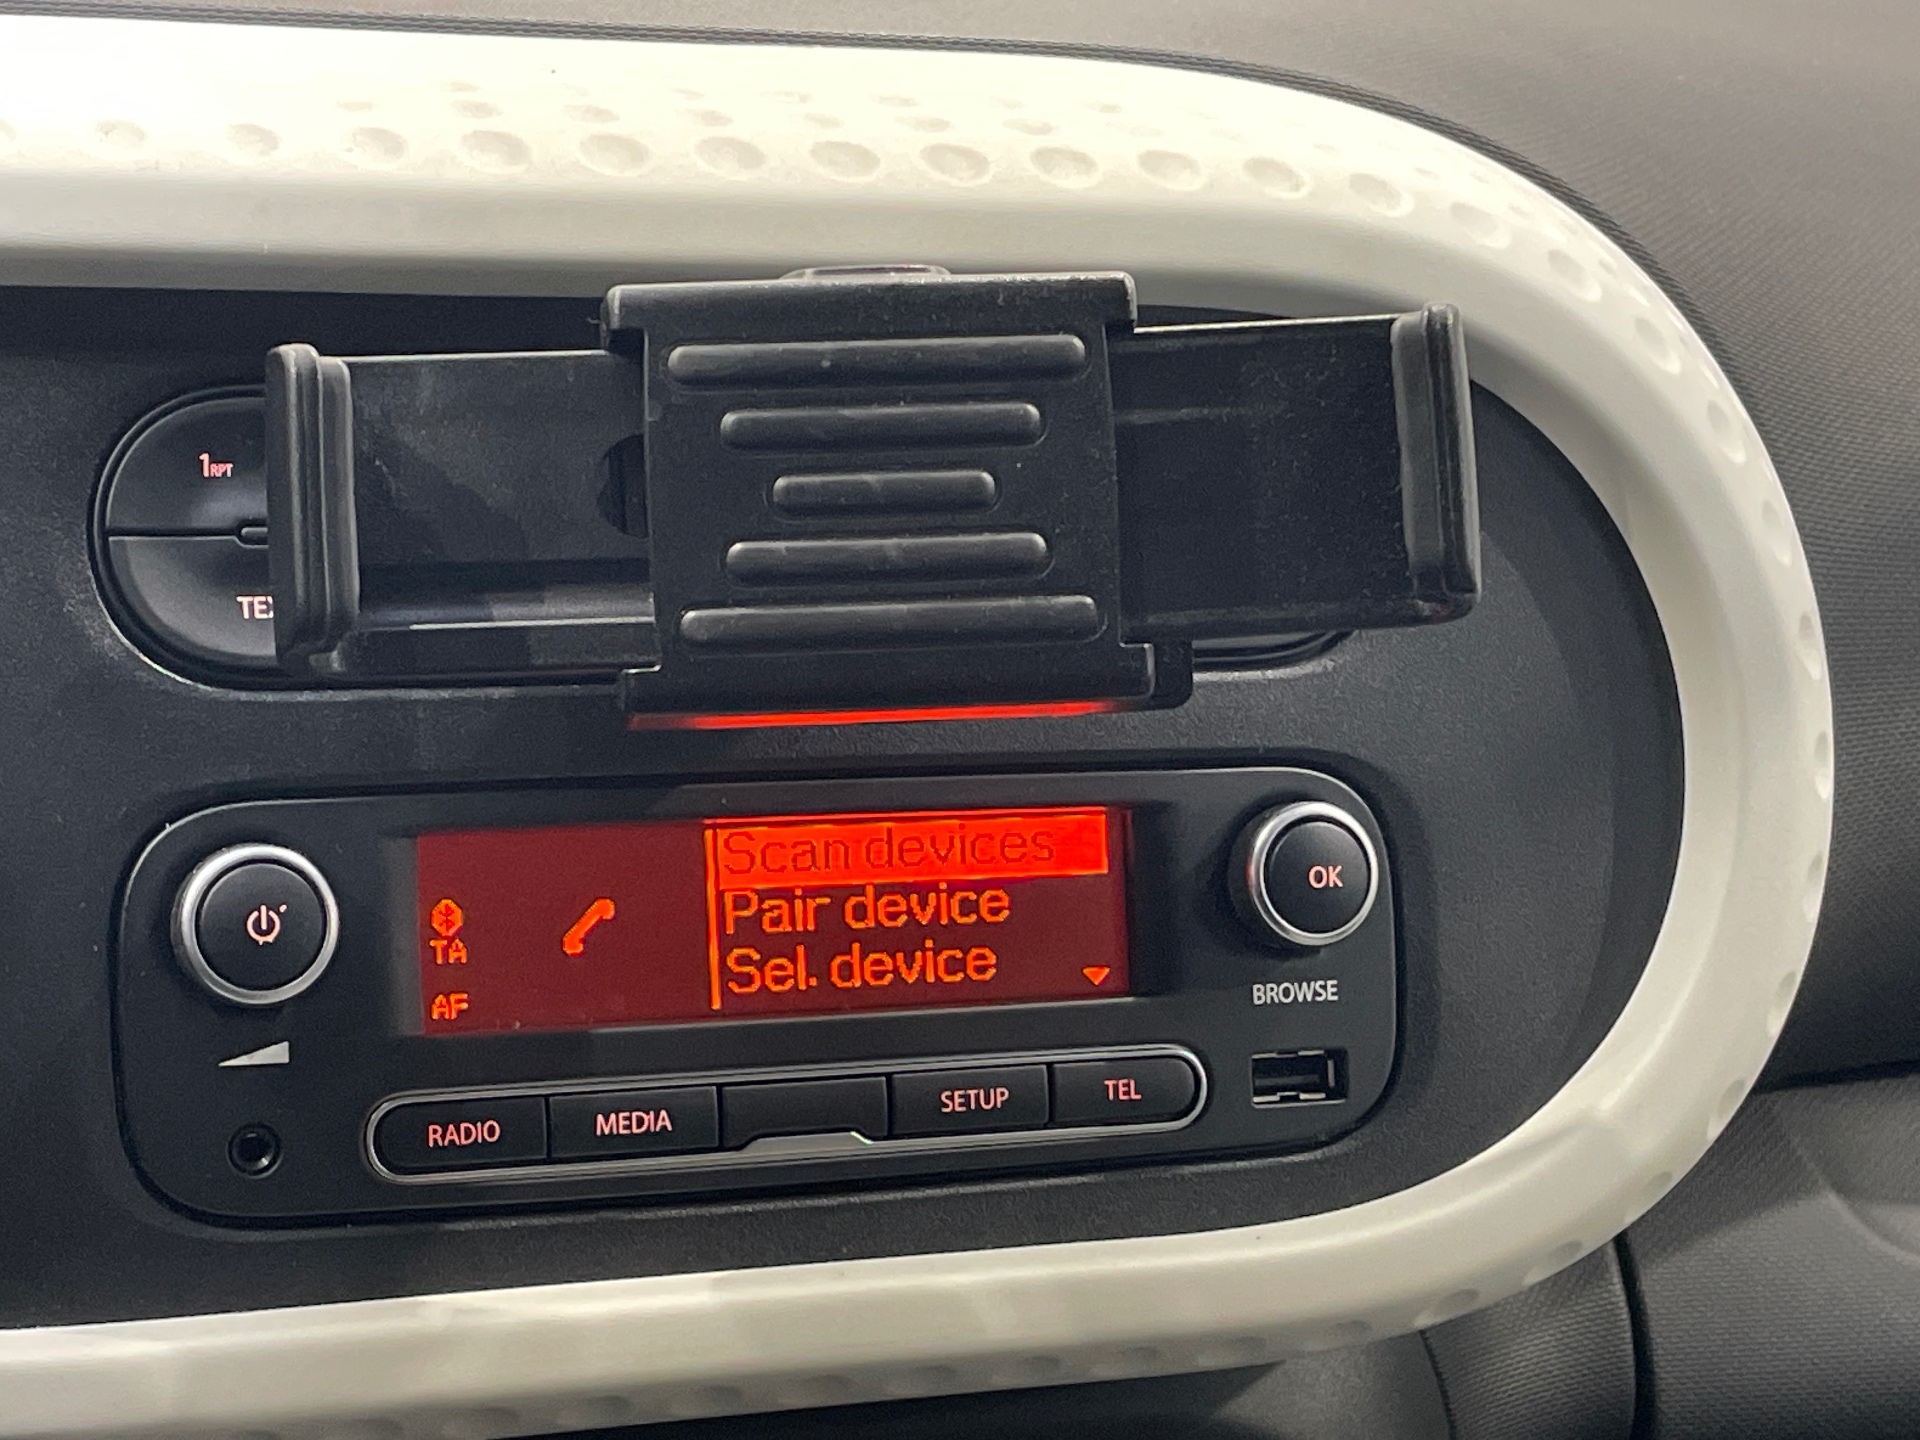 1RPT
Scan devices
Pair device
TA
Sel. device
AF
OK
BROWSE
RADIO
MEDIA
SETUP
TEL